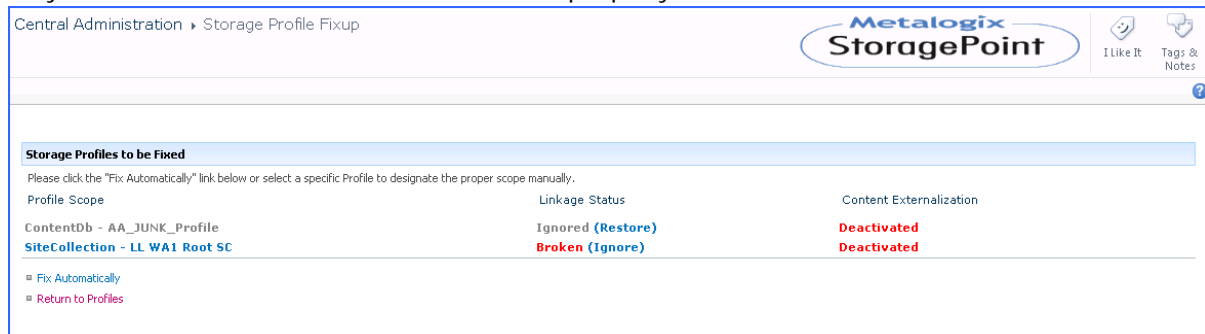 Central Administration ▸ Storage Profile Fixup
Metalogix
StoragePoint
I Like It
Tags &
Notes
Storage Profiles to be Fixed
Please click the "Fix Automatically" link below or select a specific Profile to designate the proper scope manually.
Profile Scope Linkage Status Content Externalization
ContentDb - AA_JUNK_Profile Ignored (Restore) Deactivated
SiteCollection - LL WA1 Root SC Broken (Ignore) Deactivated
Fix Automatically
Return to Profiles